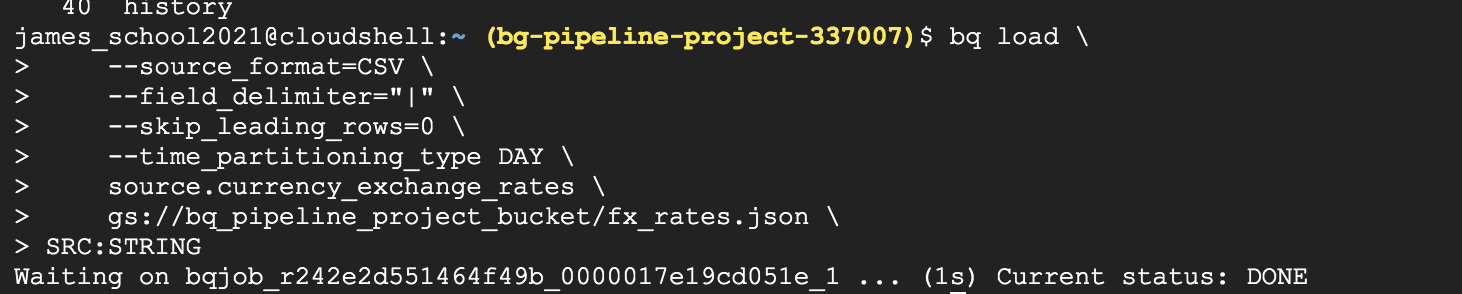 40  history
james_school2021@cloudshell:~ (bg-pipeline-project-337007)$ bq load \
>     --source_format=CSV \
>     --field_delimiter="|" \
>     --skip_leading_rows=0 \
>     --time_partitioning_type DAY \
>     source.currency_exchange_rates \
>     gs://bq_pipeline_project_bucket/fx_rates.json \
> SRC:STRING
Waiting on bqjob_r242e2d551464f49b_0000017e19cd051e_1 ... (1s) Current status: DONE